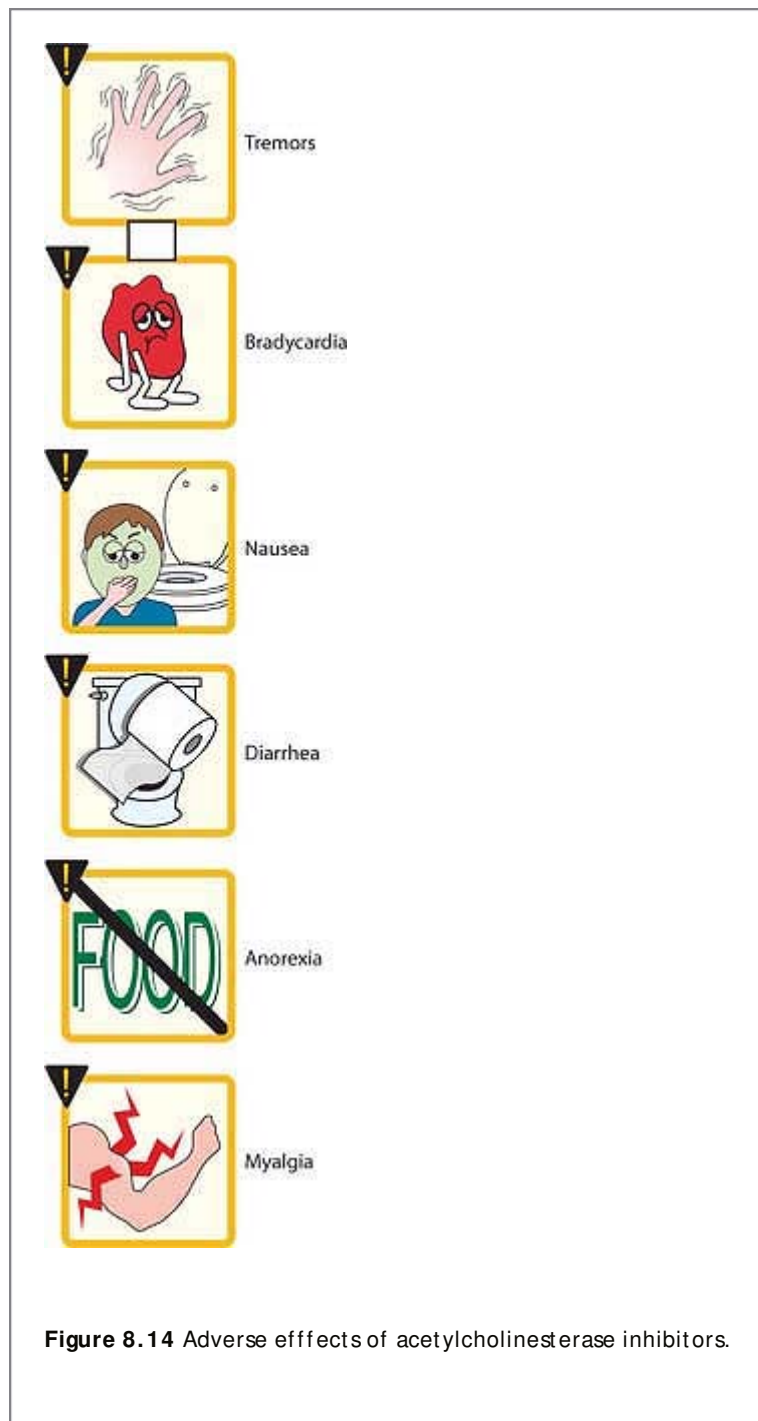 !
Tremors
!
Bradycardia
!
Nausea
!
Diarrhea
!
FOOD
Anorexia
!
Myalgia
Figure 8.14 Adverse efffects of acetylcholinesterase inhibitors.